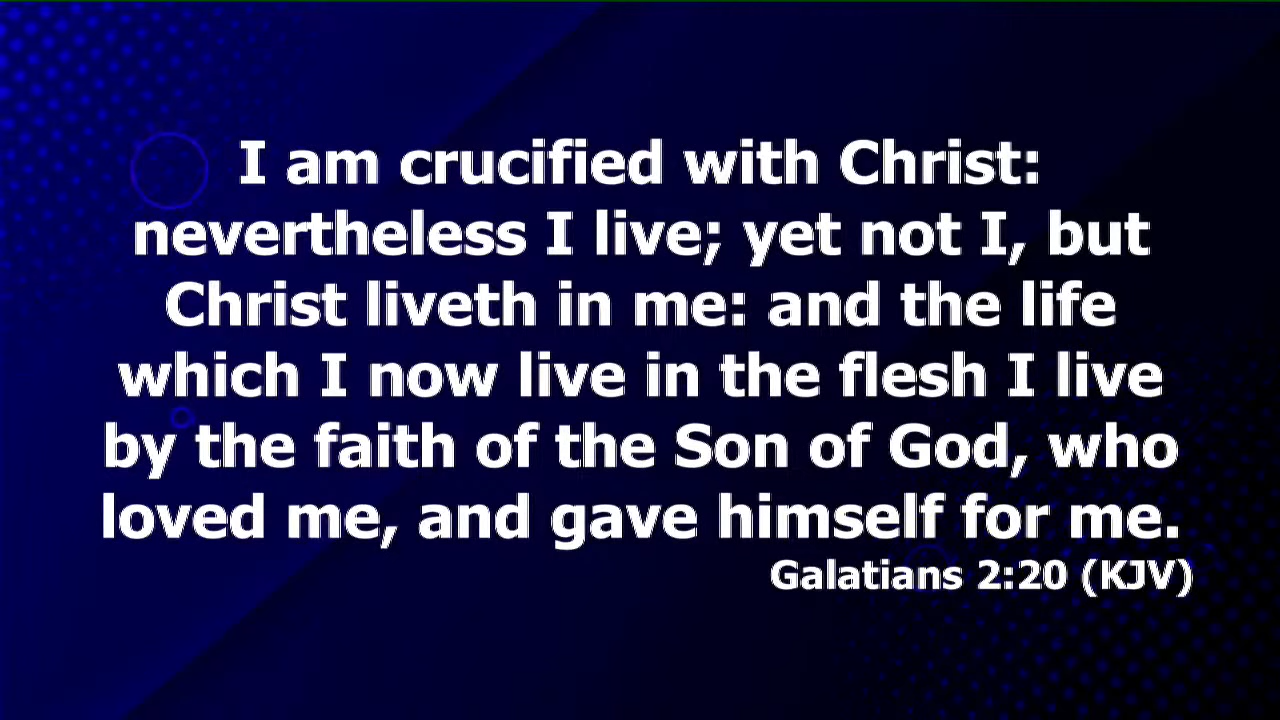 I am crucified with Christ:
nevertheless I live; yet not I, but
Christ liveth in me: and the life
which I now live in the flesh I live
by the faith of the Son of God, who
loved me, and gave himself for me.
Galatians 2:20 (KJV)